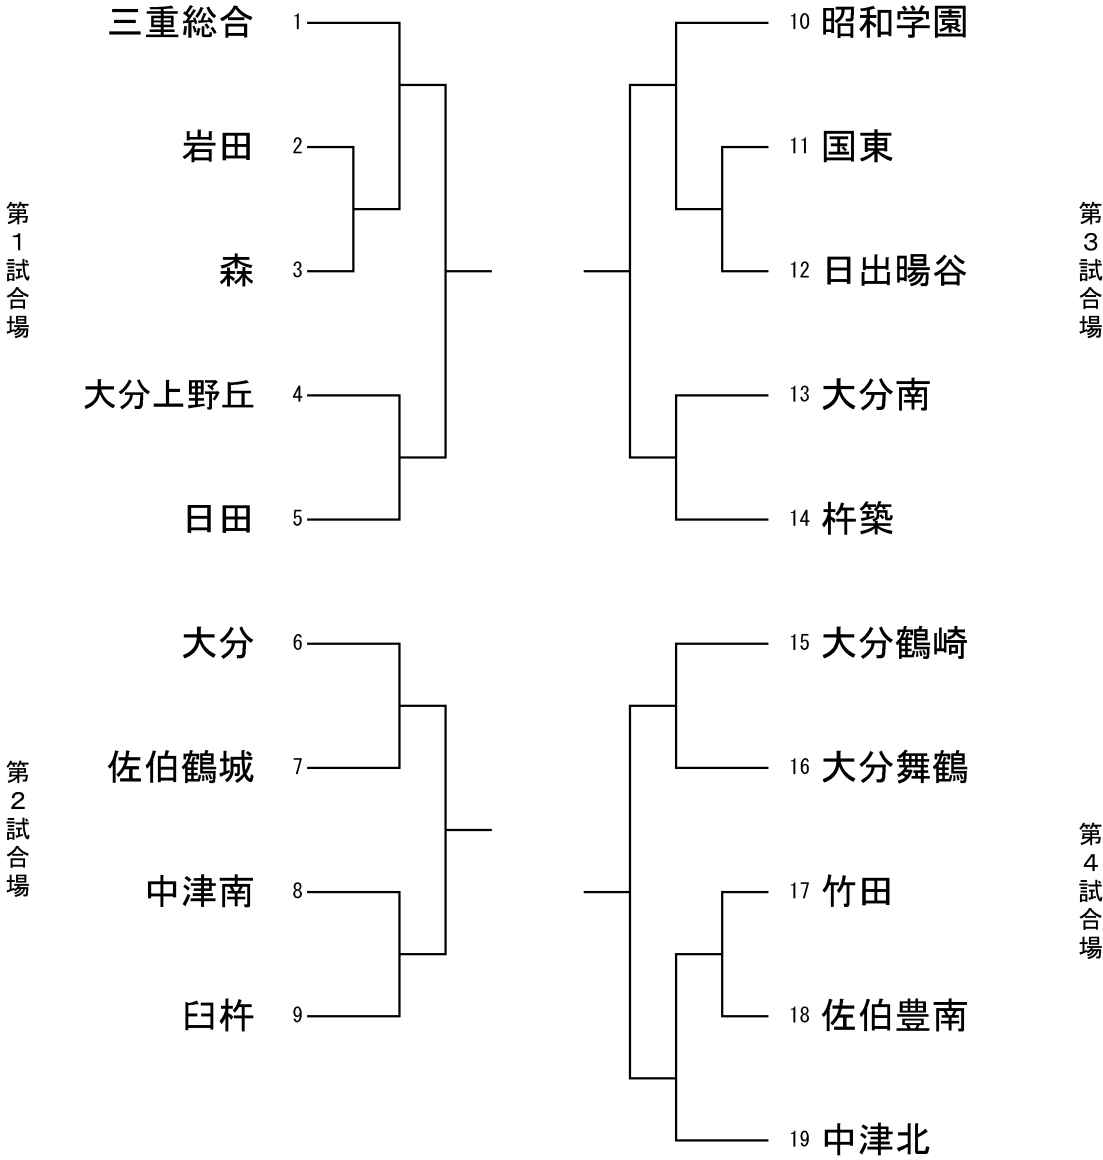 第1試合場
三重総合 1
岩田 2
森 3
大分上野丘 4
日田 5
第2試合場
大分 6
佐伯鶴城 7
中津南 8
臼杵 9
10 昭和学園
11 国東
12 日出暘谷
13 大分南
14 杵築
第3試合場
15 大分鶴崎
16 大分舞鶴
17 竹田
18 佐伯豊南
19 中津北
第4試合場